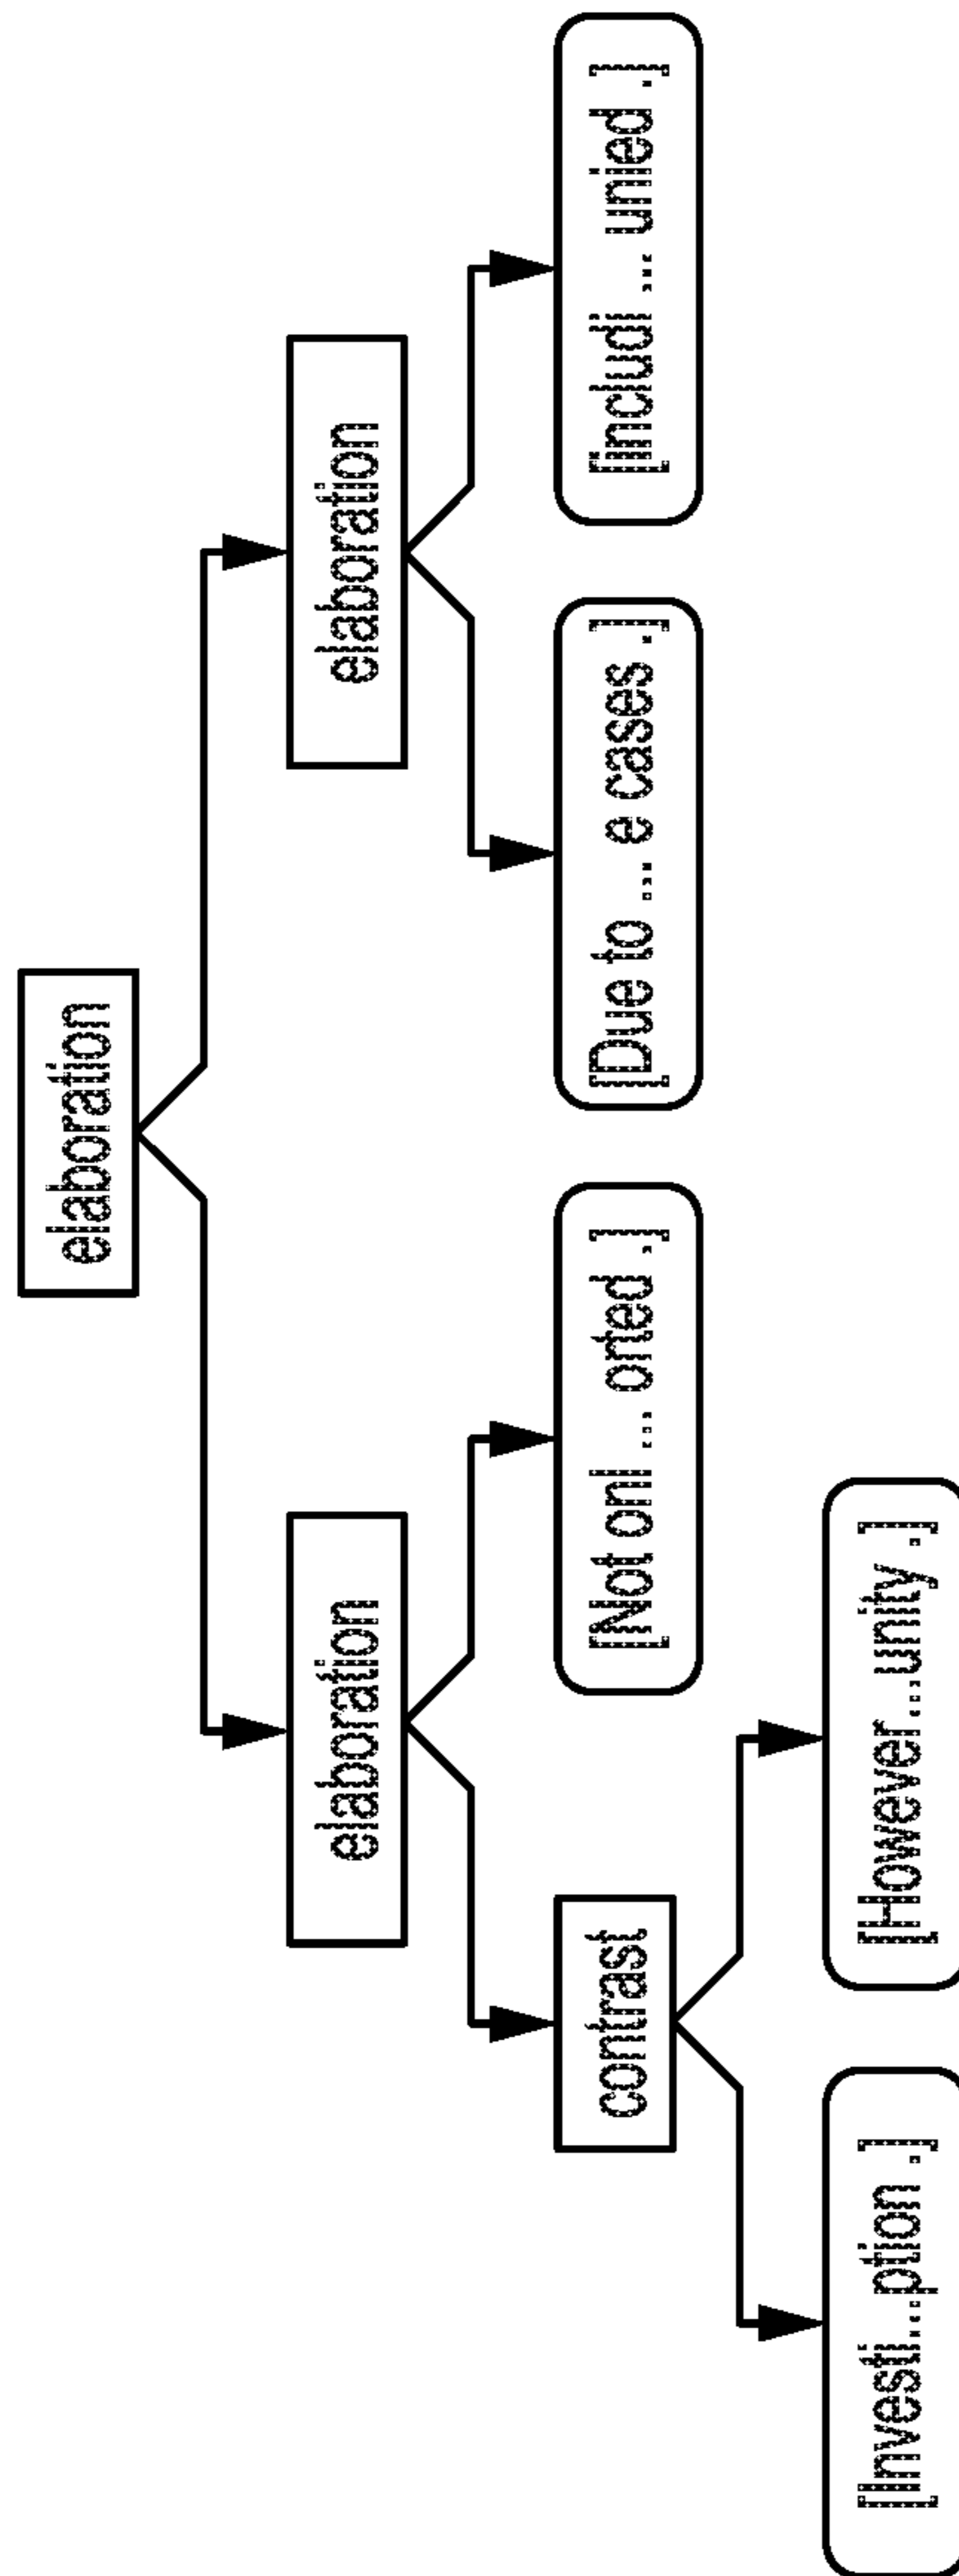 elaboration
elaboration
elaboration
contrast
[Not onl ... orted ,]
[Due to ... e cases .]
[includi ... unied .]
[Investi...ption .]
[However...unity .]